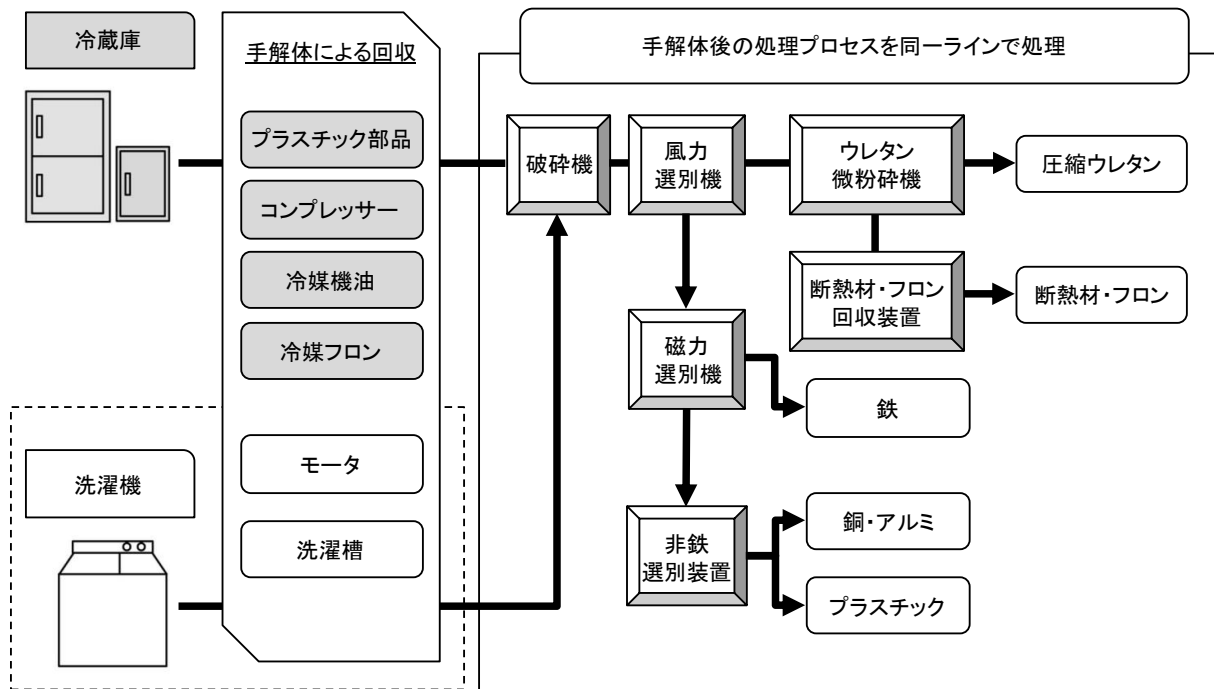 冷蔵庫
手解体による回収
手解体後の処理プロセスを同一ラインで処理
プラスチック部品
コンプレッサー
冷媒機油
冷媒フロン
破砕機
風力
選別機
ウレタン
微粉砕機
圧縮ウレタン
断熱材・フロン
回収装置
断熱材・フロン
磁力
選別機
鉄
洗濯機
モータ
洗濯槽
非鉄
選別装置
銅・アルミ
プラスチック